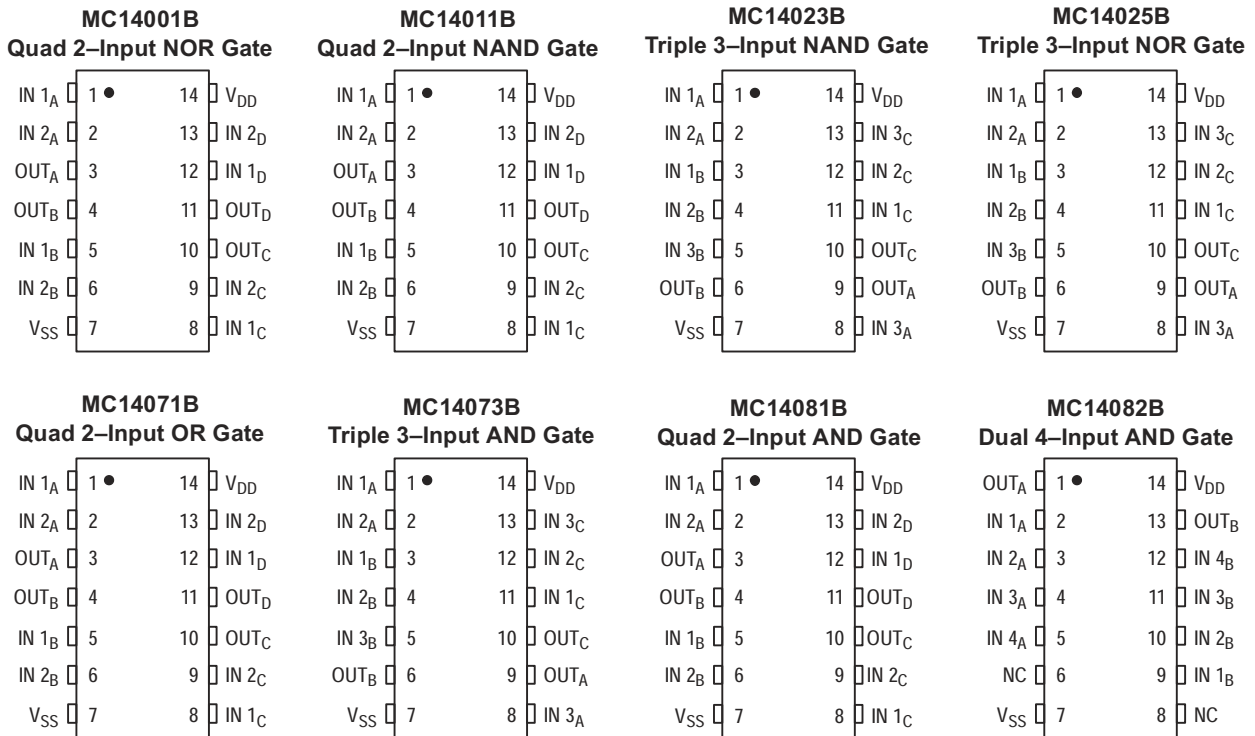 MC14001B
Quad 2–Input NOR Gate
IN 1A 1 14 VDD
IN 2A 2 13 IN 2D
OUTA 3 12 IN 1D
OUTB 4 11 OUTD
IN 1B 5 10 OUTC
IN 2B 6 9 IN 2C
VSS 7 8 IN 1C
MC14011B
Quad 2–Input NAND Gate
IN 1A 1 14 VDD
IN 2A 2 13 IN 2D
OUTA 3 12 IN 1D
OUTB 4 11 OUTD
IN 1B 5 10 OUTC
IN 2B 6 9 IN 2C
VSS 7 8 IN 1C
MC14023B
Triple 3–Input NAND Gate
IN 1A 1 14 VDD
IN 2A 2 13 IN 3C
IN 1B 3 12 IN 2C
IN 2B 4 11 IN 1C
IN 3B 5 10 OUTC
OUTB 6 9 OUTA
VSS 7 8 IN 3A
MC14025B
Triple 3–Input NOR Gate
IN 1A 1 14 VDD
IN 2A 2 13 IN 3C
IN 1B 3 12 IN 2C
IN 2B 4 11 IN 1C
IN 3B 5 10 OUTC
OUTB 6 9 OUTA
VSS 7 8 IN 3A
MC14071B
Quad 2–Input OR Gate
IN 1A 1 14 VDD
IN 2A 2 13 IN 2D
OUTA 3 12 IN 1D
OUTB 4 11 OUTD
IN 1B 5 10 OUTC
IN 2B 6 9 IN 2C
VSS 7 8 IN 1C
MC14073B
Triple 3–Input AND Gate
IN 1A 1 14 VDD
IN 2A 2 13 IN 3C
IN 1B 3 12 IN 2C
IN 2B 4 11 IN 1C
IN 3B 5 10 OUTC
OUTB 6 9 OUTA
VSS 7 8 IN 3A
MC14081B
Quad 2–Input AND Gate
IN 1A 1 14 VDD
IN 2A 2 13 IN 2D
OUTA 3 12 IN 1D
OUTB 4 11 OUTD
IN 1B 5 10 OUTC
IN 2B 6 9 IN 2C
VSS 7 8 IN 1C
MC14082B
Dual 4–Input AND Gate
OUTA 1 14 VDD
IN 1A 2 13 OUTB
IN 2A 3 12 IN 4B
IN 3A 4 11 IN 3B
IN 4A 5 10 IN 2B
NC 6 9 IN 1B
VSS 7 8 NC